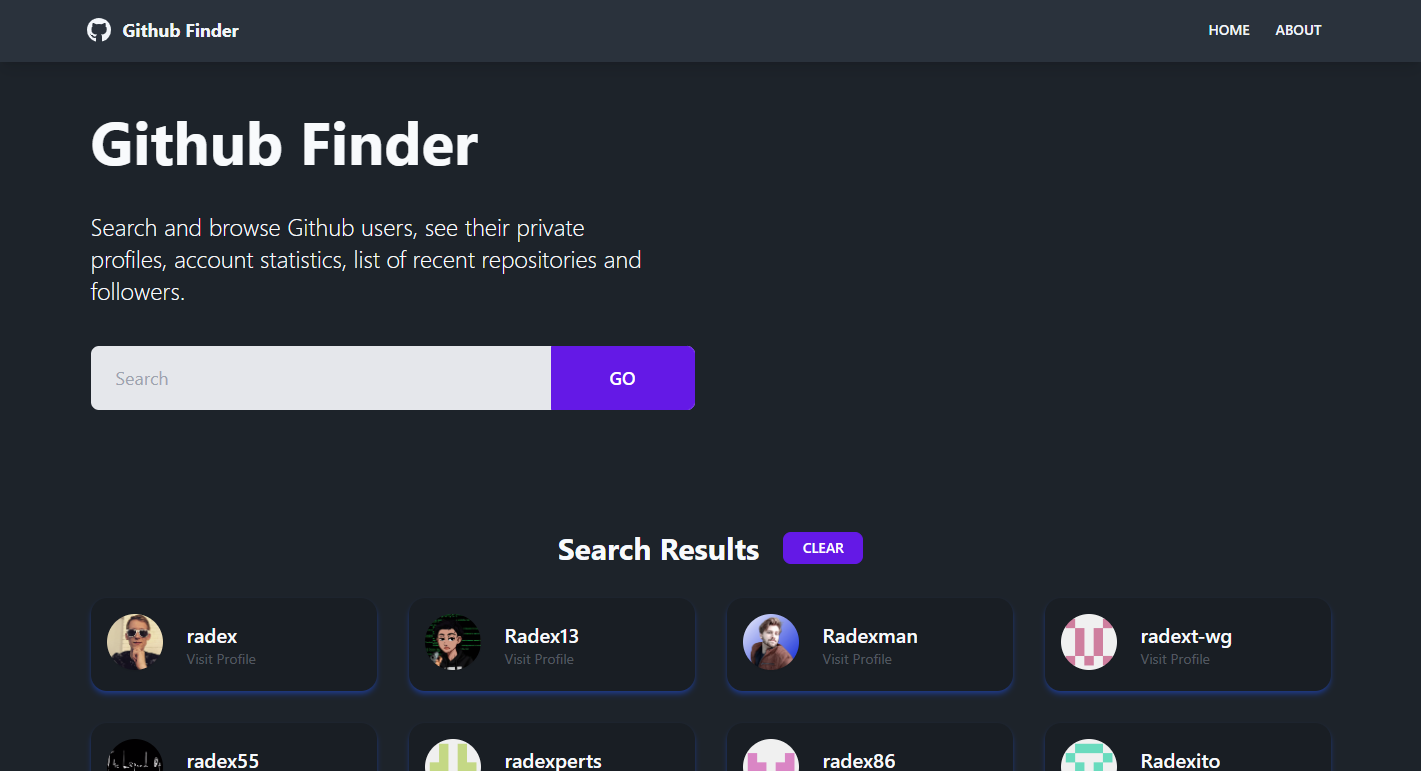 Github Finder
HOME
ABOUT
Github Finder
Search and browse Github users, see their private
profiles, account statistics, list of recent repositories and
followers.
Search
GO
Search Results
CLEAR
radex
Visit Profile
Radex13
Visit Profile
Radexman
Visit Profile
radext-wg
Visit Profile
radex55
radexperts
radex86
Radexito